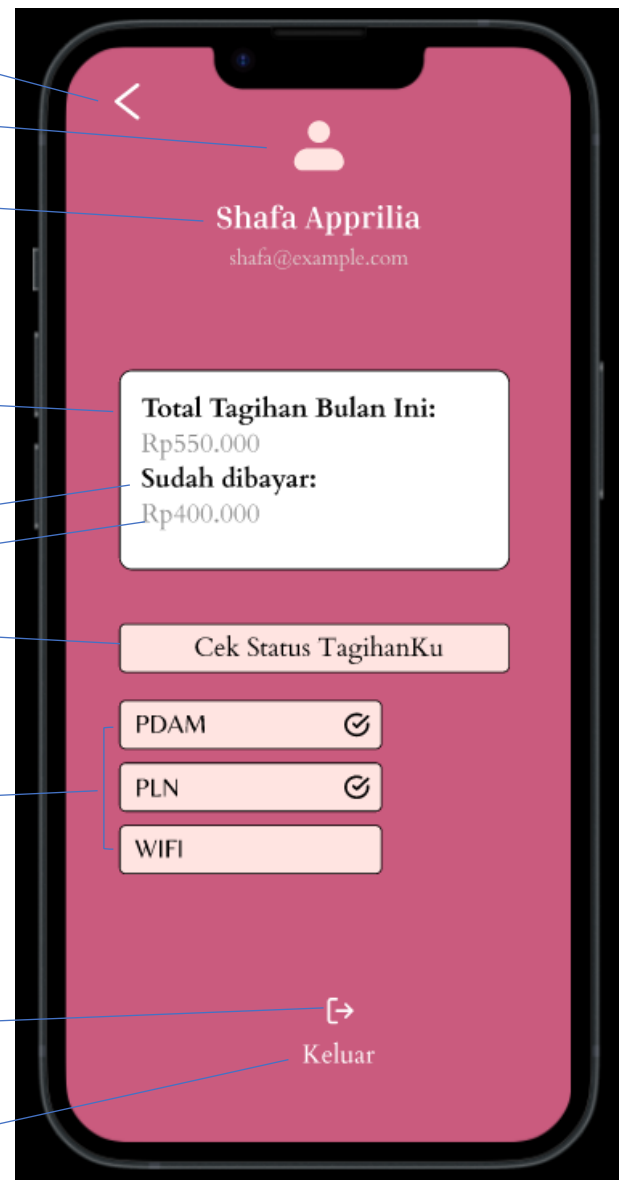 Shafa Apprilia
shafa@example.com
Total Tagihan Bulan Ini:
Rp550.000
Sudah dibayar:
Rp400.000
Cek Status TagihanKu
PDAM
PLN
WIFI
Keluar